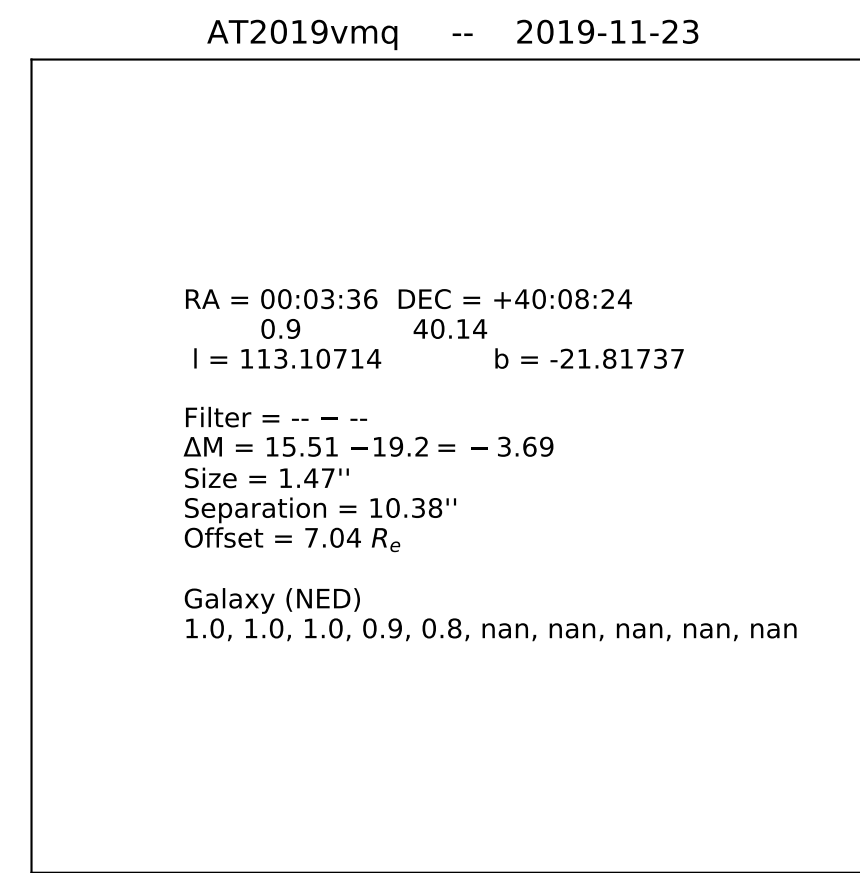 AT2019vmq -- 2019-11-23
RA = 00:03:36 DEC = +40:08:24
0.9 40.14
l = 113.10714 b = -21.81737
Filter = -- − --
ΔM = 15.51 −19.2 = − 3.69
Size = 1.47''
Separation = 10.38''
Offset = 7.04 Rₑ
Galaxy (NED)
1.0, 1.0, 1.0, 0.9, 0.8, nan, nan, nan, nan, nan